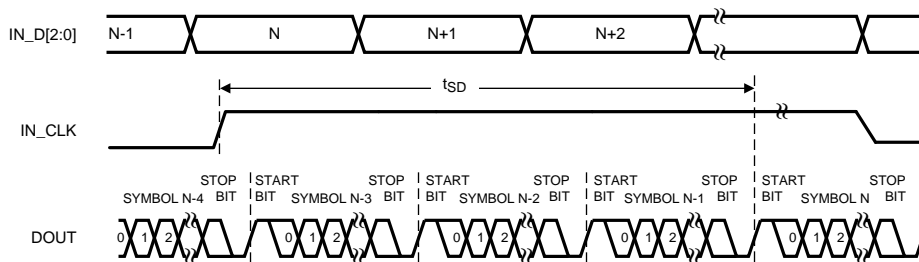 IN_D[2:0] N-1 N N+1 N+2
tSD
IN_CLK
STOP BIT START BIT STOP BIT START BIT STOP BIT START BIT STOP BIT START BIT STOP BIT
SYMBOL N-4 SYMBOL N-3 SYMBOL N-2 SYMBOL N-1 SYMBOL N
DOUT 0 1 2 0 1 2 0 1 2 0 1 2 0 1 2